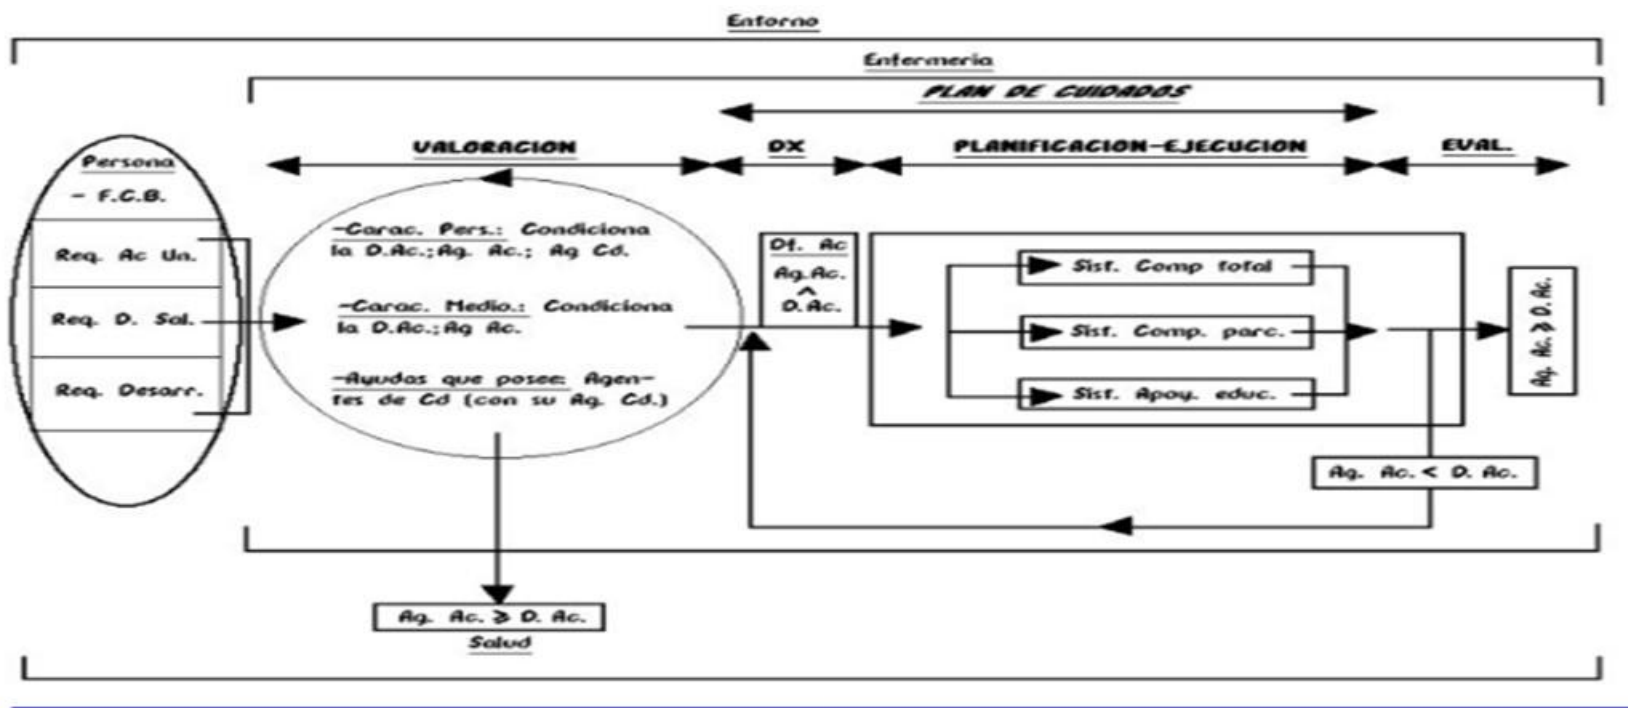 Entorno
Enfermería
PLAN DE CUIDADOS
VALORACION
DX
PLANIFICACION-EJECUCION
EVAL.
Persona
- F.C.B.
Req. Ac Un.
Req. D. Sal.
Req. Desarr.
-Carac. Pers.: Condiciona
la D.Ac.; Ag. Ac.; Ag Cd.
-Carac. Medio.: Condiciona
la D.Ac.; Ag Ac.
-Ayudas que posee: Agen-
tes de Cd (con su Ag. Cd.)
Df. Ac
Ag.Ac.
^
D.Ac.
Sist. Comp total
Sist. Comp. parc.
Sist. Apoy. educ.
Ag. Ac. ≥ D. Ac.
Ag. Ac. < D. Ac.
Ag. Ac. ≥ D. Ac.
Salud